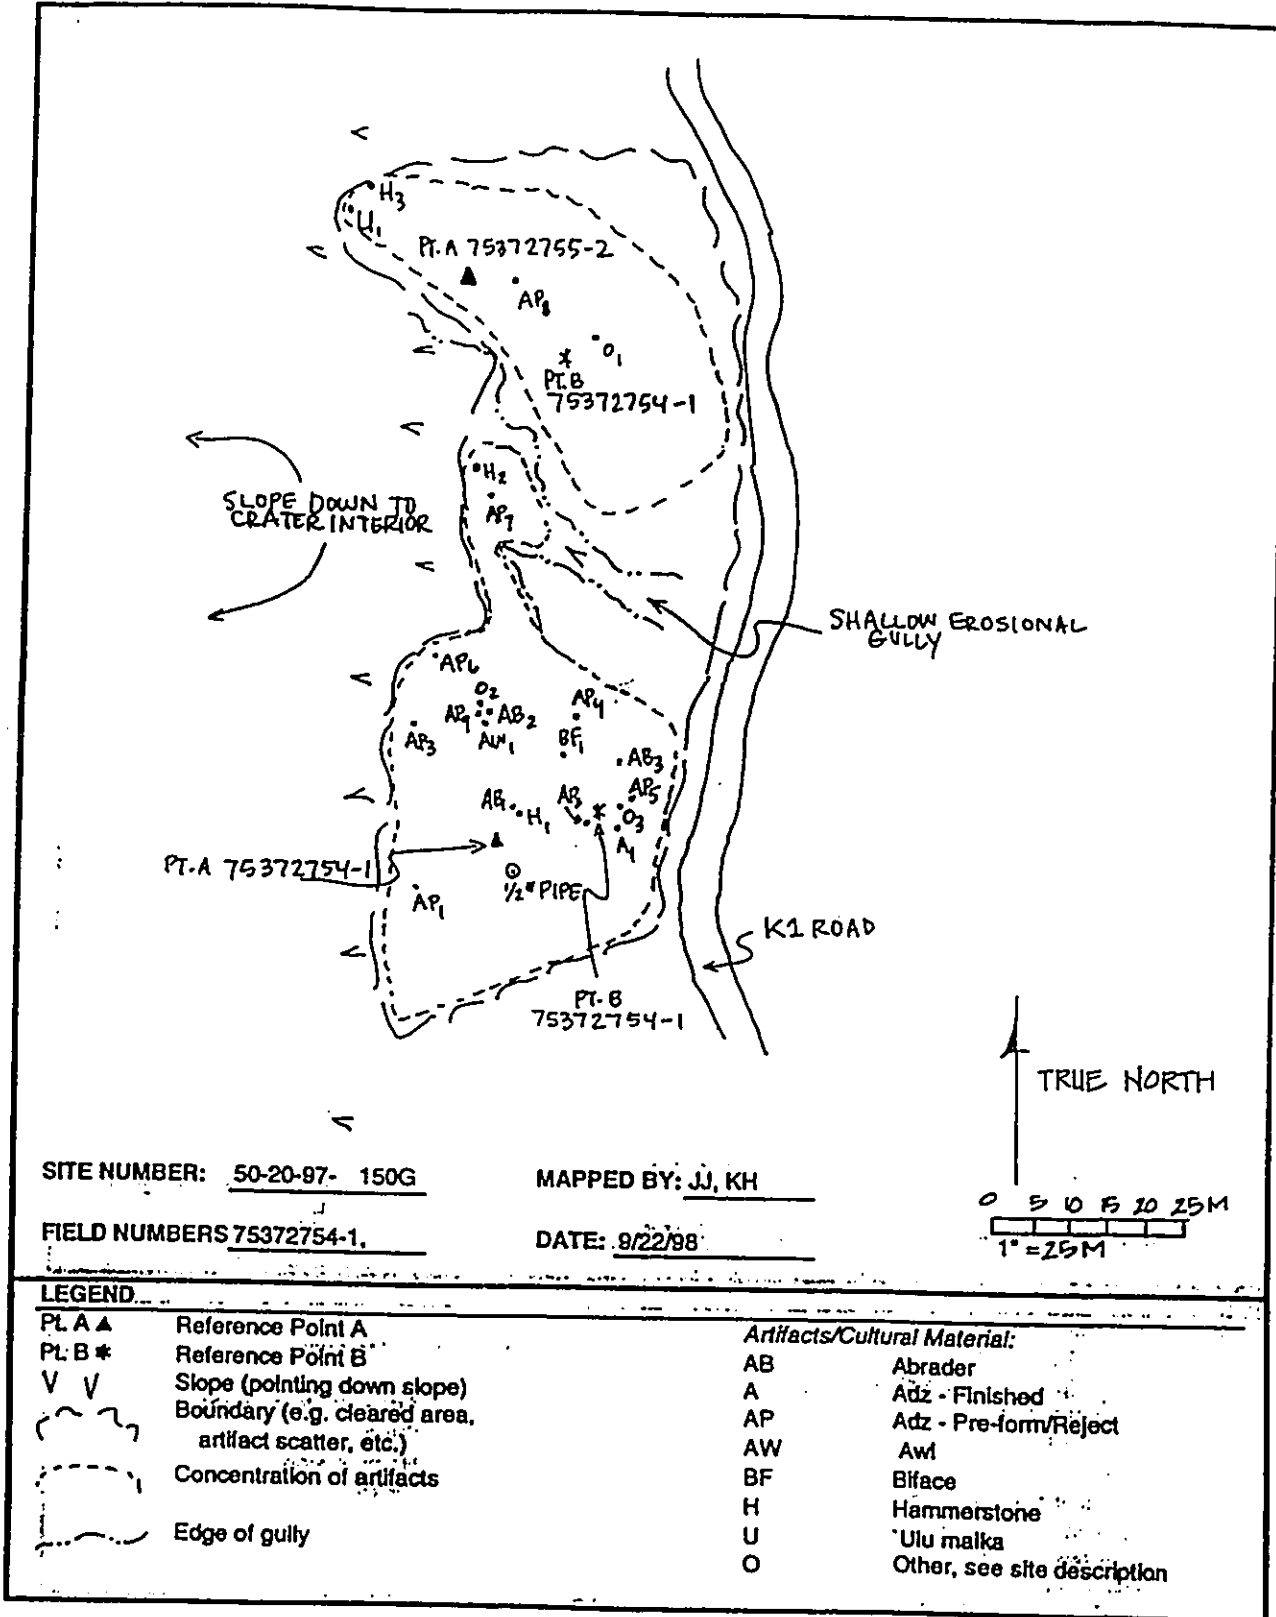 H3
U1
PT. A 75372755-2
AP8
O1
PT. B
75372754-1
H2
SLOPE DOWN TO
CRATER INTERIOR
AP7
SHALLOW EROSIONAL
GULLY
AP6
O2
AP9 AB2
AW1
AP4
BF1
AP3
AB3
AP5
AB1 H1
O3
A1
PT. A 75372754-1
1/2" PIPE
AP1
K1 ROAD
PT. B
75372754-1
TRUE NORTH
SITE NUMBER: 50-20-97- 150G
MAPPED BY: JJ, KH
0 5 10 15 20 25M
1" = 25M
FIELD NUMBERS 75372754-1,
DATE: 9/22/98
LEGEND
Pt. A
Reference Point A
Pt. B *
Reference Point B
V V
Slope (pointing down slope)
Boundary (e.g. cleared area,
artifact scatter, etc.)
Concentration of artifacts
Edge of gully
Artifacts/Cultural Material:
AB Abrader
A Adz - Finished
AP Adz - Pre-form/Reject
AW Awl
BF Biface
H Hammerstone
U 'Ulu maika
O Other, see site description